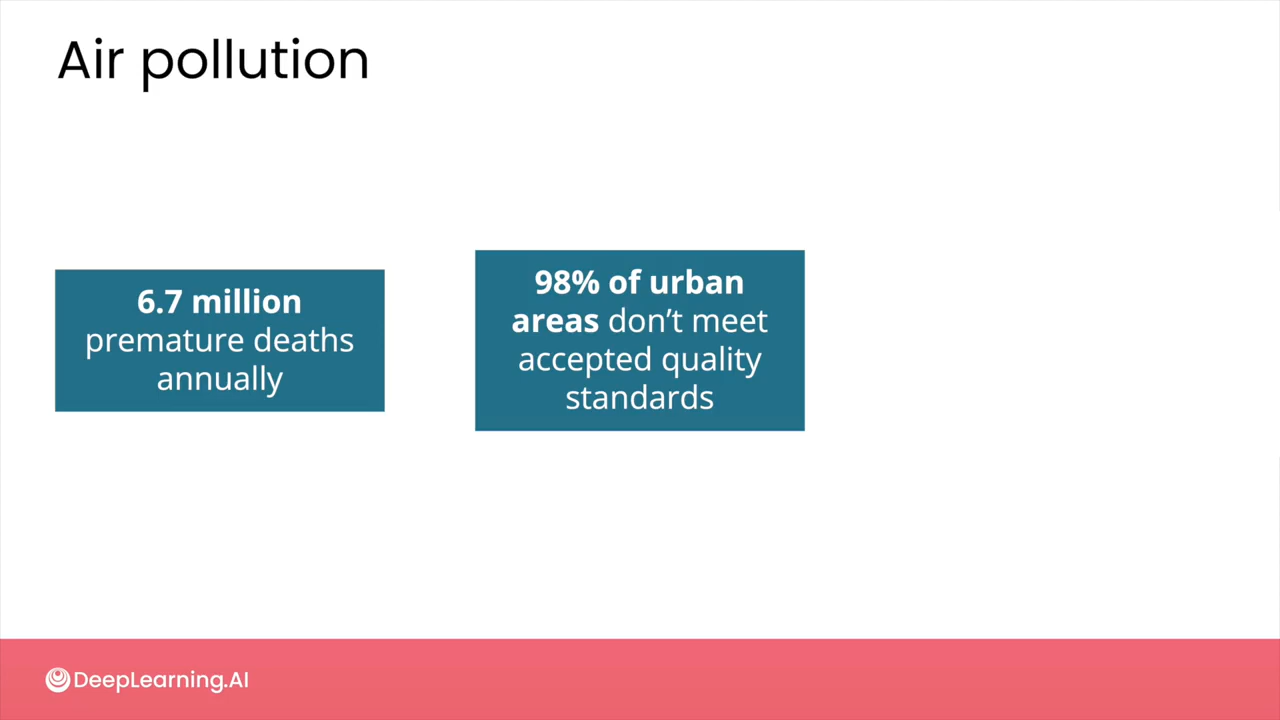 Air pollution
6.7 million
premature deaths
annually
98% of urban
areas don't meet
accepted quality
standards
DeepLearning.AI